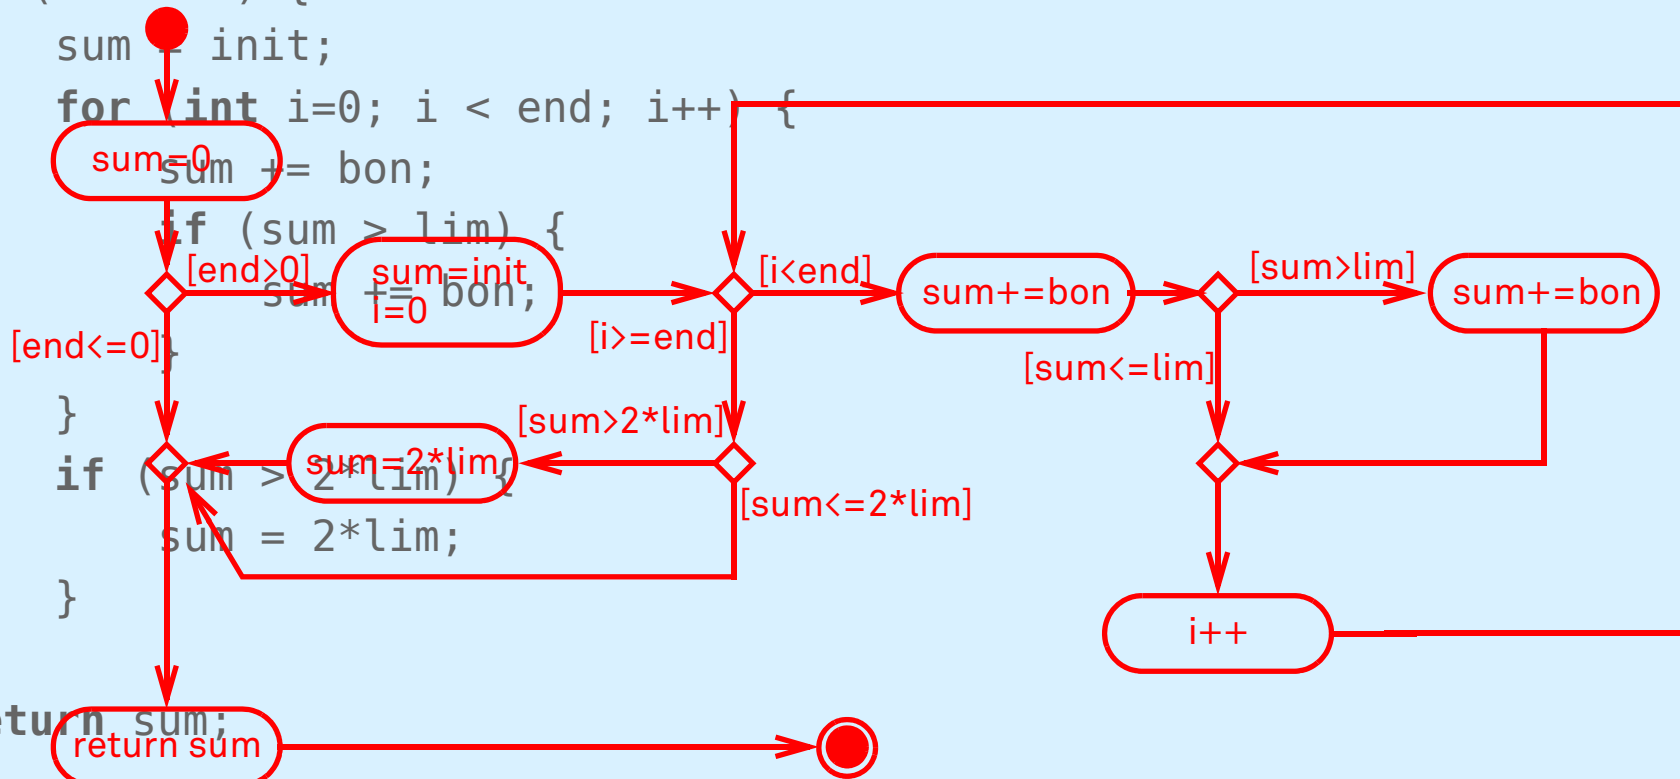 sum = init;
for (int i=0; i < end; i++) {
sum=0
sum += bon;
if (sum > lim) {
[end>0]
sum=init
i=0
sum += bon;
[i<end]
sum+=bon
[sum>lim]
sum+=bon
[end<=0]
}
[i>=end]
[sum<=lim]
}
[sum>2*lim]
sum=2*lim
if (sum > 2*lim) {
[sum<=2*lim]
sum = 2*lim;
}
i++
return sum;
return sum